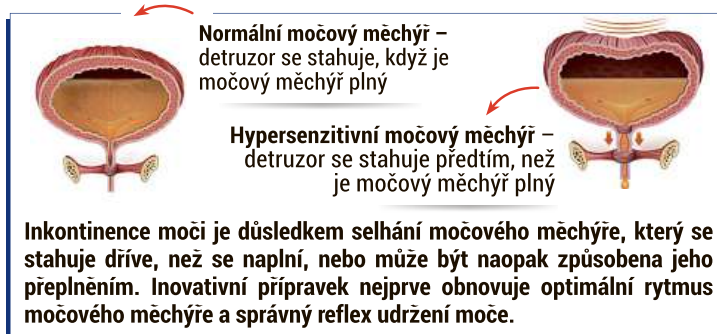 Normální močový měchýř –
detruzor se stahuje, když je
močový měchýř plný
Hypersenzitivní močový měchýř –
detruzor se stahuje předtím, než
je močový měchýř plný
Inkontinence moči je důsledkem selhání močového měchýře, který se
stahuje dříve, než se naplní, nebo může být naopak způsobena jeho
přeplněním. Inovativní přípravek nejprve obnovuje optimální rytmus
močového měchýře a správný reflex udržení moče.